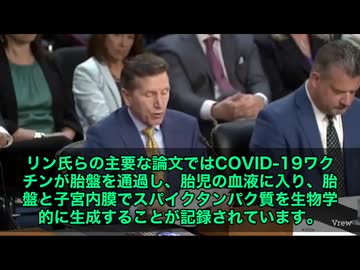 リン氏らの主要な論文ではCOVID-19ワク
チンが胎盤を通過し、胎児の血液に入り、胎
盤と子宮内膜でスパイクタンパク質を生物学
的に生成することが記録されています。
Vrew